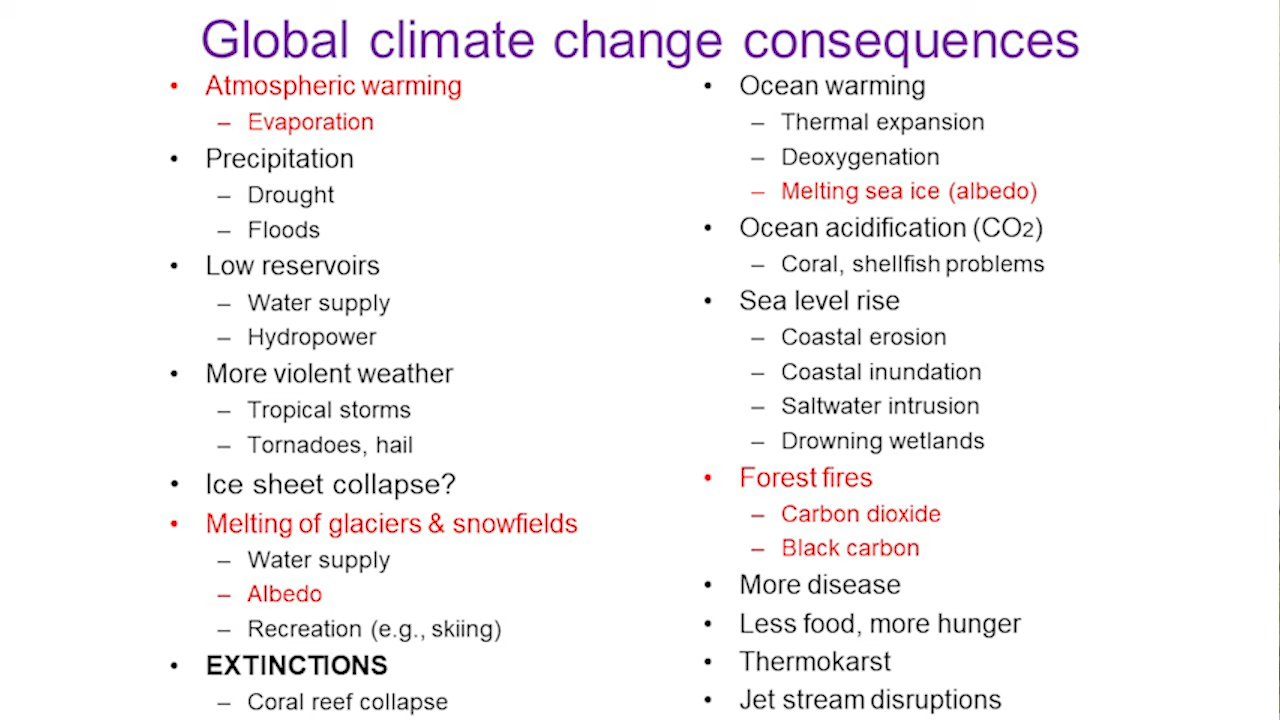 Global climate change consequences
• Atmospheric warming
– Evaporation
• Precipitation
– Drought
– Floods
• Low reservoirs
– Water supply
– Hydropower
• More violent weather
– Tropical storms
– Tornadoes, hail
• Ice sheet collapse?
• Melting of glaciers & snowfields
– Water supply
– Albedo
– Recreation (e.g., skiing)
• EXTINCTIONS
– Coral reef collapse
• Ocean warming
– Thermal expansion
– Deoxygenation
– Melting sea ice (albedo)
• Ocean acidification (CO2)
– Coral, shellfish problems
• Sea level rise
– Coastal erosion
– Coastal inundation
– Saltwater intrusion
– Drowning wetlands
• Forest fires
– Carbon dioxide
– Black carbon
• More disease
• Less food, more hunger
• Thermokarst
• Jet stream disruptions